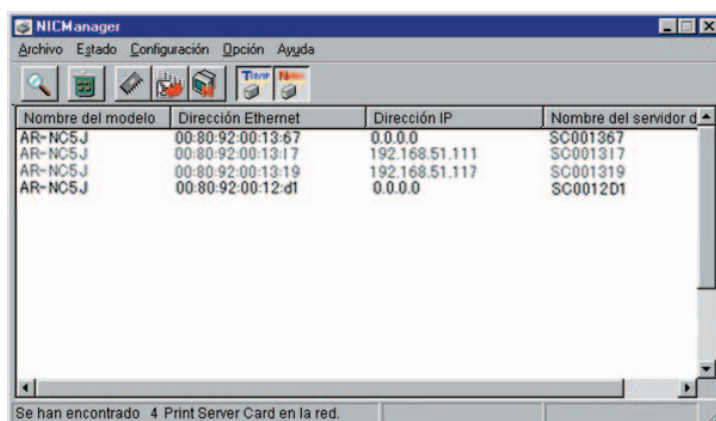 NICManager
Archivo Estado Configuración Opción Ayuda
Nombre del modelo Dirección Ethernet Dirección IP Nombre del servidor d
AR-NC5J 00:80:92:00:13:67 0.0.0.0 SC001367
AR-NC5J 00:80:92:00:13:17 192.168.51.111 SC001317
AR-NC5J 00:80:92:00:13:19 192.168.51.117 SC001319
AR-NC5J 00:80:92:00:12:d1 0.0.0.0 SC0012D1
Se han encontrado 4 Print Server Card en la red.